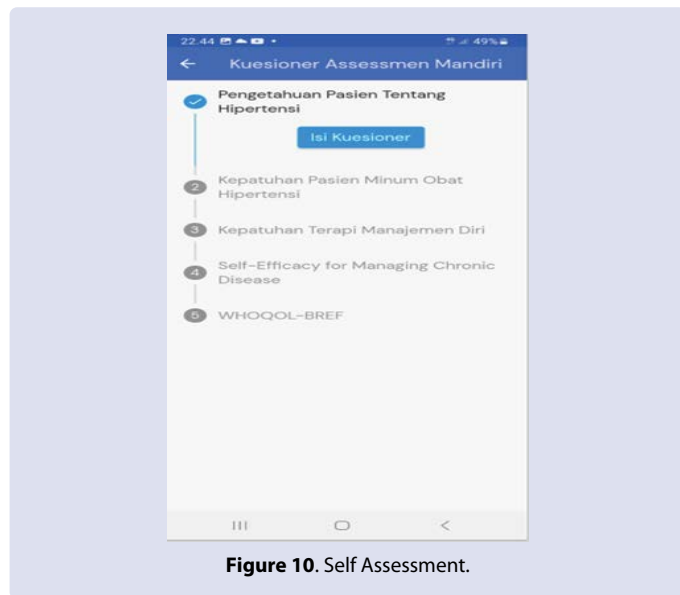 22.44
49%
Kuesioner Assessmen Mandiri
Pengetahuan Pasien Tentang
Hipertensi
Isi Kuesioner
2
Kepatuhan Pasien Minum Obat
Hipertensi
3
Kepatuhan Terapi Manajemen Diri
4
Self-Efficacy for Managing Chronic
Disease
5
WHOQOL-BREF
Figure 10. Self Assessment.